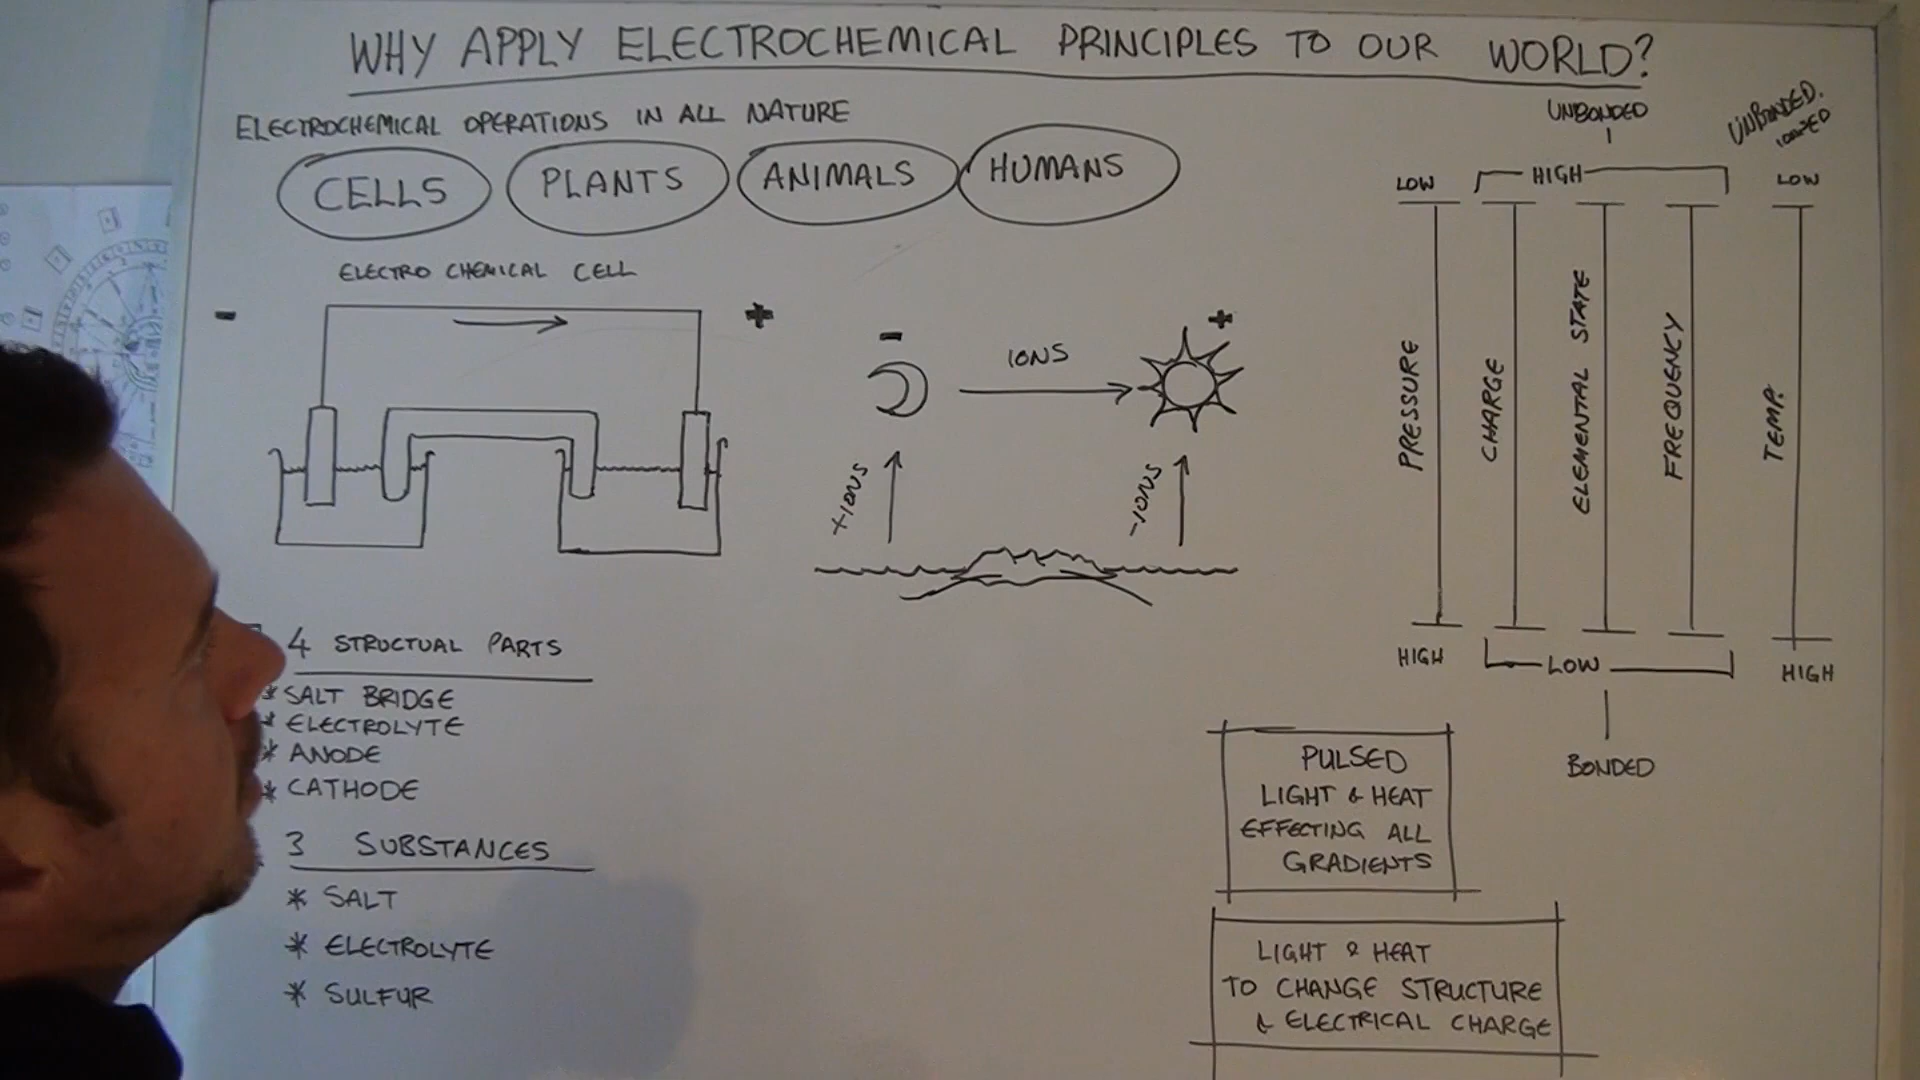 WHY APPLY ELECTROCHEMICAL PRINCIPLES TO OUR WORLD?
ELECTROCHEMICAL OPERATIONS IN ALL NATURE
CELLS PLANTS ANIMALS HUMANS
ELECTRO CHEMICAL CELL
- +
- +
IONS
+IONS
-IONS
4 STRUCTUAL PARTS
* SALT BRIDGE
* ELECTROLYTE
* ANODE
* CATHODE
3 SUBSTANCES
* SALT
* ELECTROLYTE
* SULFUR
UNBONDED
UNBONDED.
IONIZED
LOW HIGH LOW
PRESSURE
CHARGE
ELEMENTAL STATE
FREQUENCY
TEMP.
HIGH LOW HIGH
BONDED
PULSED
LIGHT & HEAT
EFFECTING ALL
GRADIENTS
LIGHT & HEAT
TO CHANGE STRUCTURE
& ELECTRICAL CHARGE